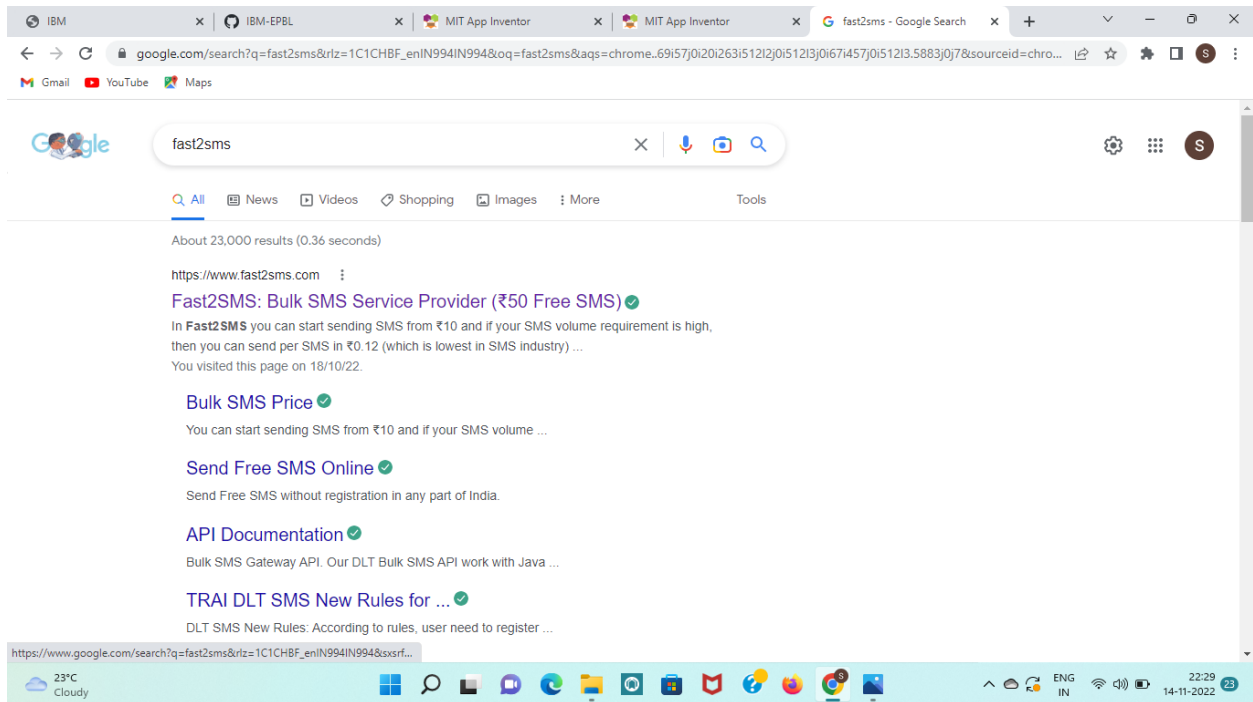 IBM
IBM-EPBL
MIT App Inventor
MIT App Inventor
fast2sms - Google Search
google.com/search?q=fast2sms&rlz=1C1CHBF_enIN994IN994&oq=fast2sms&aqs=chrome..69i57j0i20i263i512l2j0i512l3j0i67i457j0i512l3.5883j0j7&sourceid=chro...
S
Gmail YouTube Maps
Google
fast2sms
S
All News Videos Shopping Images More Tools
About 23,000 results (0.36 seconds)
https://www.fast2sms.com
Fast2SMS: Bulk SMS Service Provider (₹50 Free SMS)
In Fast2SMS you can start sending SMS from ₹10 and if your SMS volume requirement is high,
then you can send per SMS in ₹0.12 (which is lowest in SMS industry) ...
You visited this page on 18/10/22.
Bulk SMS Price
You can start sending SMS from ₹10 and if your SMS volume ...
Send Free SMS Online
Send Free SMS without registration in any part of India.
API Documentation
Bulk SMS Gateway API. Our DLT Bulk SMS API work with Java ...
TRAI DLT SMS New Rules for ...
DLT SMS New Rules: According to rules, user need to register ...
https://www.google.com/search?q=fast2sms&rlz=1C1CHBF_enIN994IN994&sxsrf...
23°C
Cloudy
S
ENG
IN
22:29
14-11-2022
23